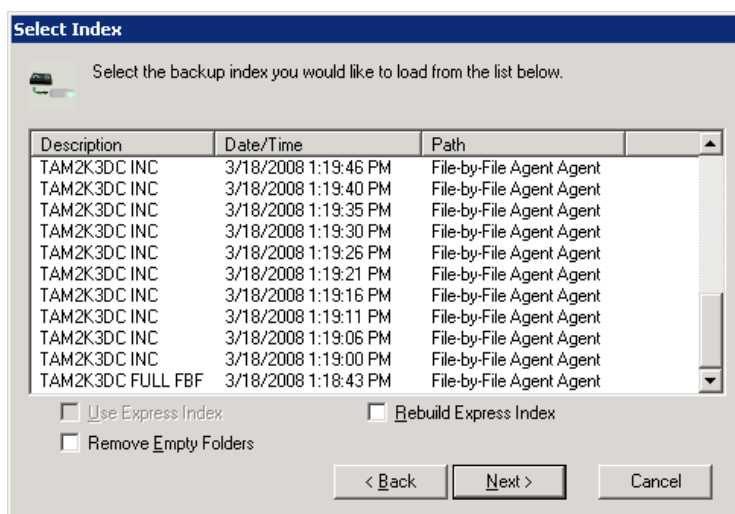 Select Index
Select the backup index you would like to load from the list below.
Description Date/Time Path
TAM2K3DC INC 3/18/2008 1:19:46 PM File-by-File Agent Agent
TAM2K3DC INC 3/18/2008 1:19:40 PM File-by-File Agent Agent
TAM2K3DC INC 3/18/2008 1:19:35 PM File-by-File Agent Agent
TAM2K3DC INC 3/18/2008 1:19:30 PM File-by-File Agent Agent
TAM2K3DC INC 3/18/2008 1:19:26 PM File-by-File Agent Agent
TAM2K3DC INC 3/18/2008 1:19:21 PM File-by-File Agent Agent
TAM2K3DC INC 3/18/2008 1:19:16 PM File-by-File Agent Agent
TAM2K3DC INC 3/18/2008 1:19:11 PM File-by-File Agent Agent
TAM2K3DC INC 3/18/2008 1:19:06 PM File-by-File Agent Agent
TAM2K3DC INC 3/18/2008 1:19:00 PM File-by-File Agent Agent
TAM2K3DC FULL FBF 3/18/2008 1:18:43 PM File-by-File Agent Agent
Use Express Index Rebuild Express Index
Remove Empty Folders
< Back Next > Cancel